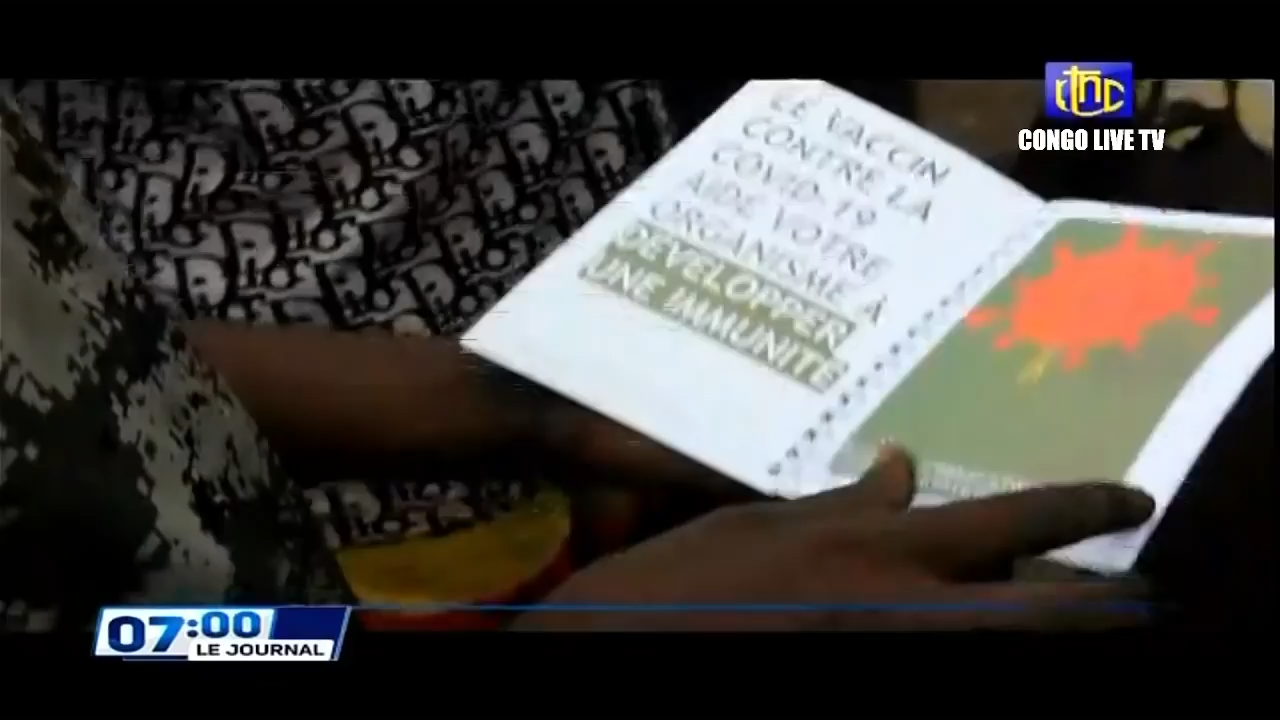 RTNC
CONGO LIVE TV
LE VACCIN
CONTRE LA
COVID-19
AIDE VOTRE
ORGANISME À
DÉVELOPPER
UNE IMMUNITÉ
07:00
LE JOURNAL